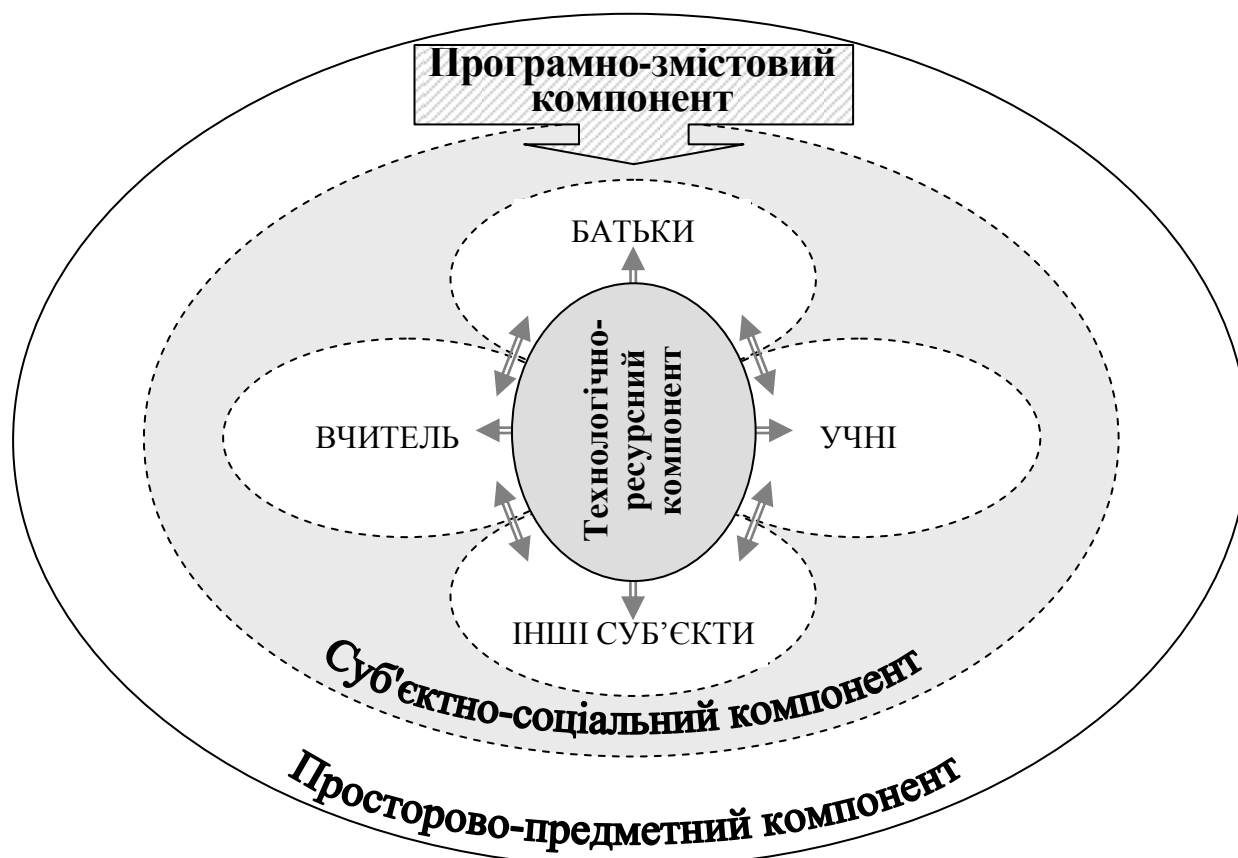 Програмно-змістовий
компонент
БАТЬКИ
Технологічно-
ресурсний
компонент
ВЧИТЕЛЬ
УЧНІ
ІНШІ СУБ’ЄКТИ
Суб'єктно-соціальний компонент
Просторово-предметний компонент